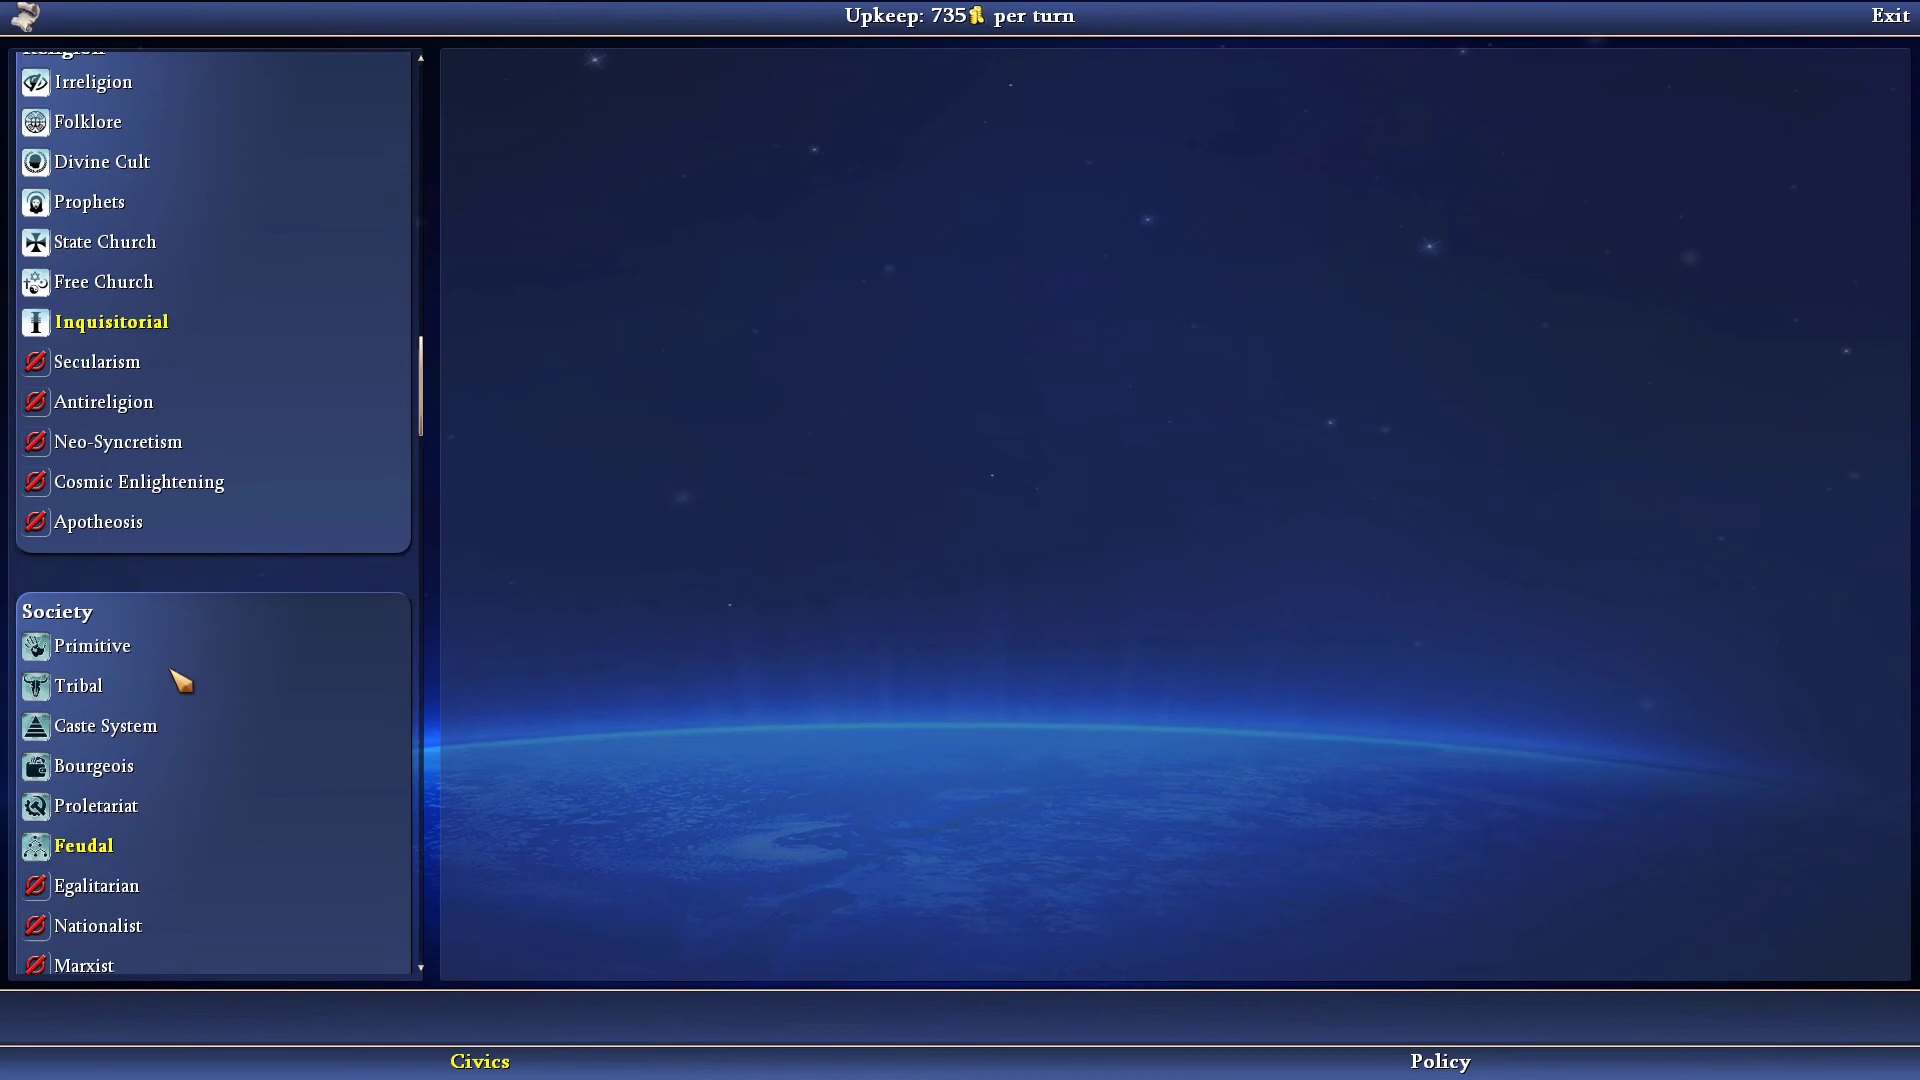 Upkeep: 735 per turn
Exit
Religion
Irreligion
Folklore
Divine Cult
Prophets
State Church
Free Church
Inquisitorial
Secularism
Antireligion
Neo-Syncretism
Cosmic Enlightening
Apotheosis
Society
Primitive
Tribal
Caste System
Bourgeois
Proletariat
Feudal
Egalitarian
Nationalist
Marxist
Civics
Policy